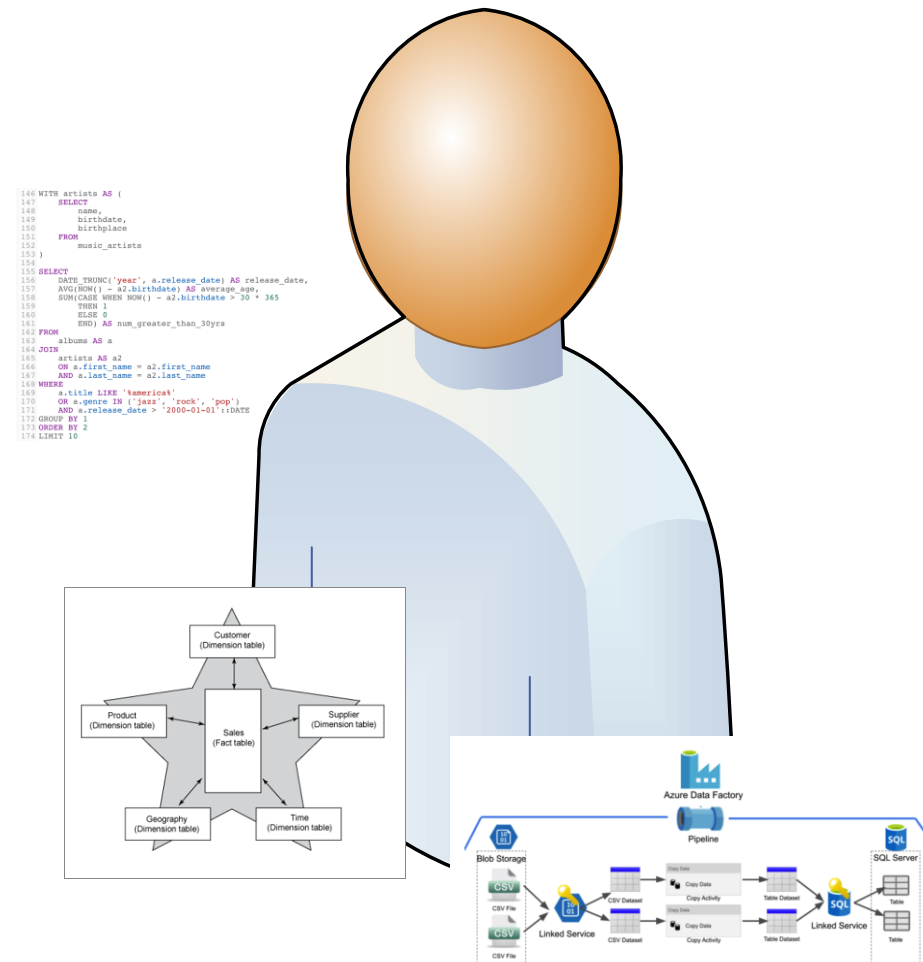 146 WITH artists AS (
147 SELECT
148 name,
149 birthdate,
150 birthplace
151 FROM
152 music_artists
153 )
154
155 SELECT
156 DATE_TRUNC('year', a.release_date) AS release_date,
157 AVG(NOW() - a2.birthdate) AS average_age,
158 SUM(CASE WHEN NOW() - a2.birthdate > 30 * 365
159 THEN 1
160 ELSE 0
161 END) AS num_greater_than_30yrs
162 FROM
163 albums AS a
164 JOIN
165 artists AS a2
166 ON a.first_name = a2.first_name
167 AND a.last_name = a2.last_name
168 WHERE
169 a.title LIKE '%america%'
170 OR a.genre IN ('jazz', 'rock', 'pop')
171 AND a.release_date > '2000-01-01'::DATE
172 GROUP BY 1
173 ORDER BY 2
174 LIMIT 10
Customer
(Dimension table)
Product
(Dimension table)
Sales
(Fact table)
Supplier
(Dimension table)
Geography
(Dimension table)
Time
(Dimension table)
Azure Data Factory
Pipeline
Blob Storage
10
01
SQL
SQL Server
CSV
CSV File
CSV
CSV File
10
01
Linked Service
CSV Dataset
Copy Data
Copy Data
Copy Activity
Table Dataset
CSV Dataset
Copy Data
Copy Data
Copy Activity
Table Dataset
SQL
Linked Service
Table
Table